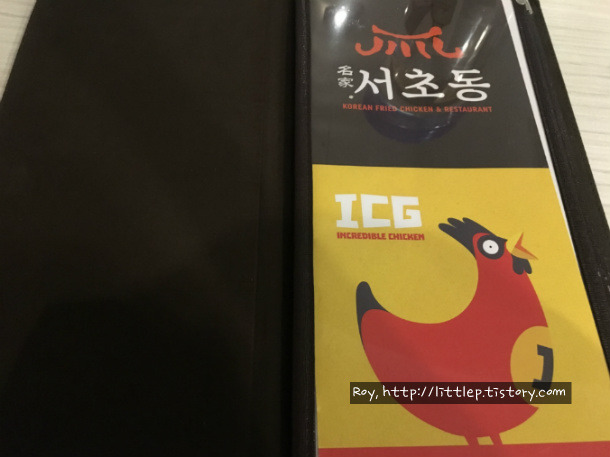 名家
서초동
KOREAN FRIED CHICKEN & RESTAURANT
ICG
INCREDIBLE CHICKEN
Roy, http://littlep.tistory.com